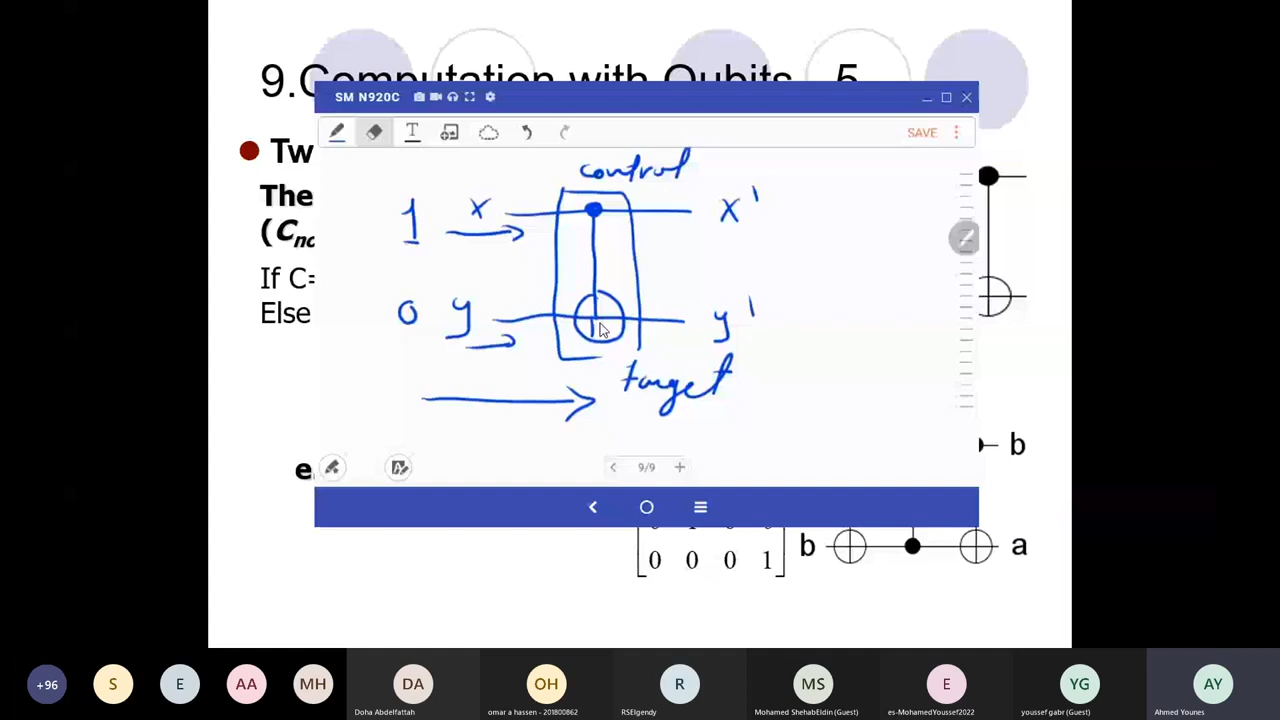 9.Computation with Qubits - 5
SM N920C
Tw
SAVE
control
The
1 x x'
(Cno
If C=
0 y y'
Else
target
b
e.
9/9
0 0 0 1
b a
+96 S E AA MH DA OH R MS E YG AY
Doha Abdelfattah omar a hassen - 201800862 RSElgendy Mohamed ShehabEldin (Guest) es-MohamedYoussef2022 youssef gabr (Guest) Ahmed Younes